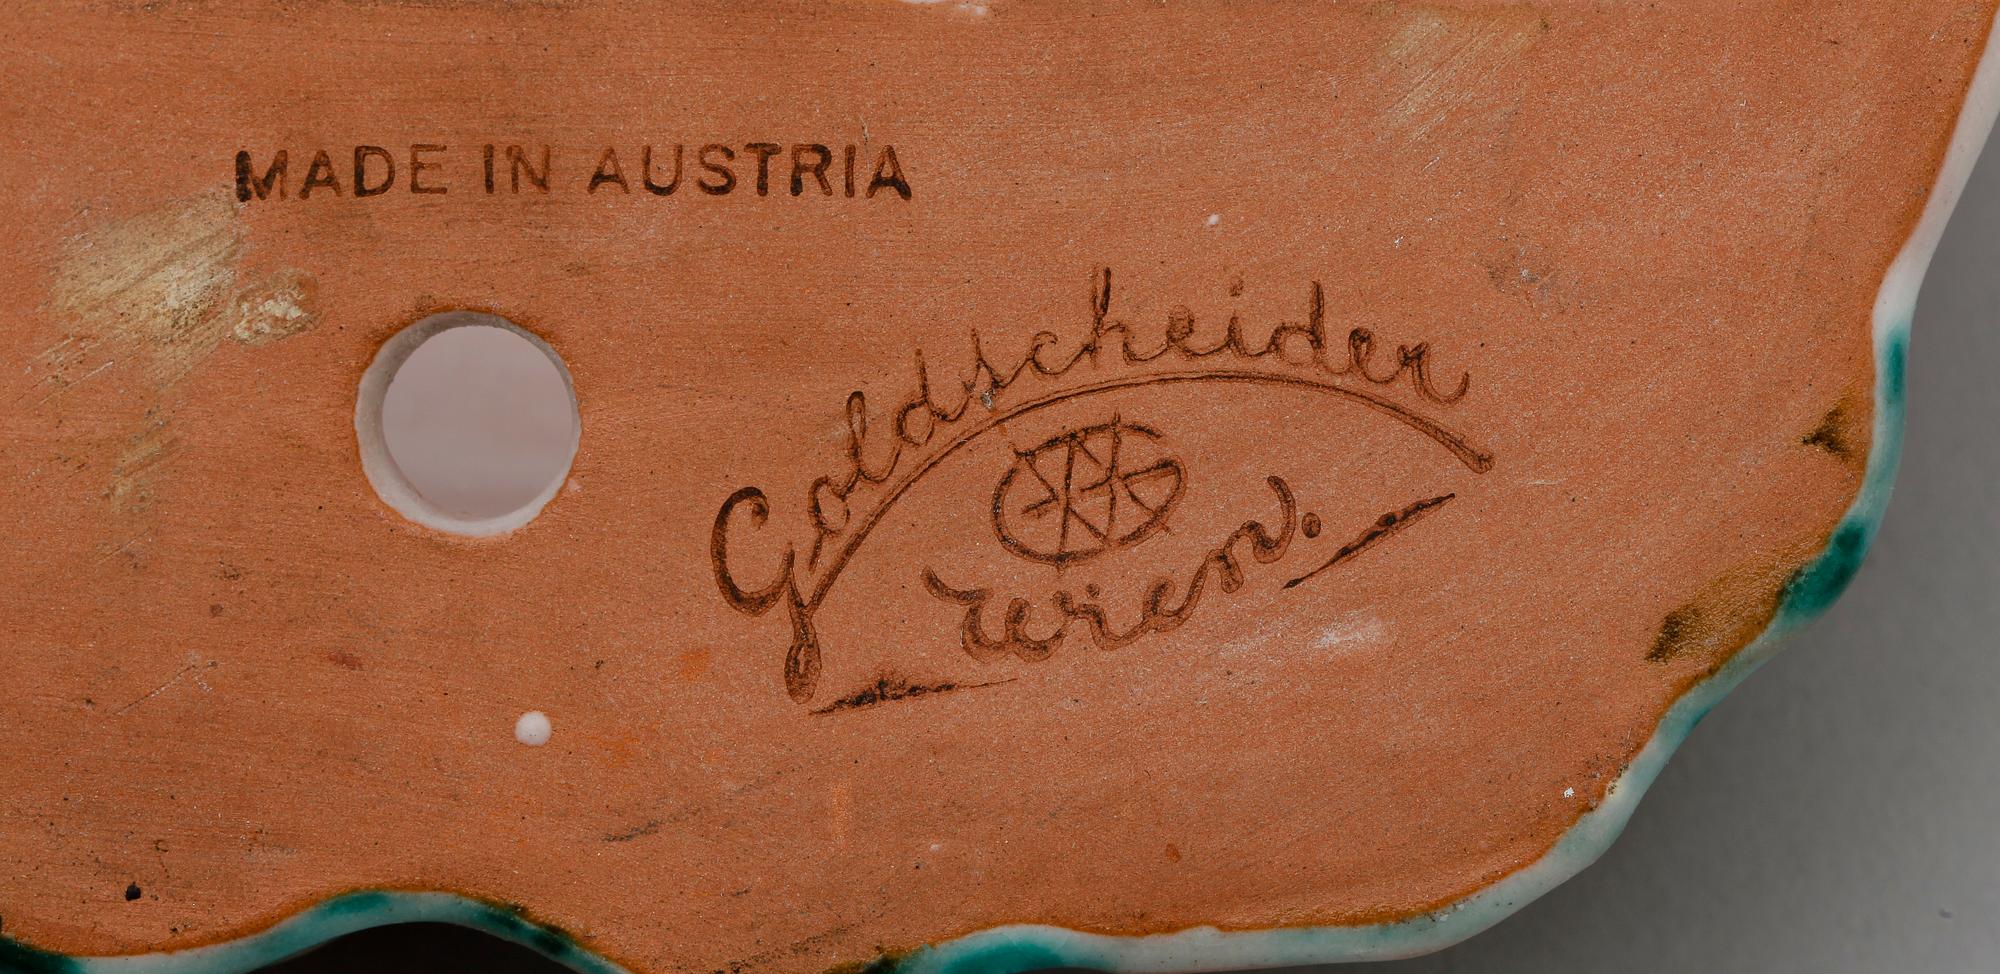 MADE IN AUSTRIA
Goldscheider
Wien.